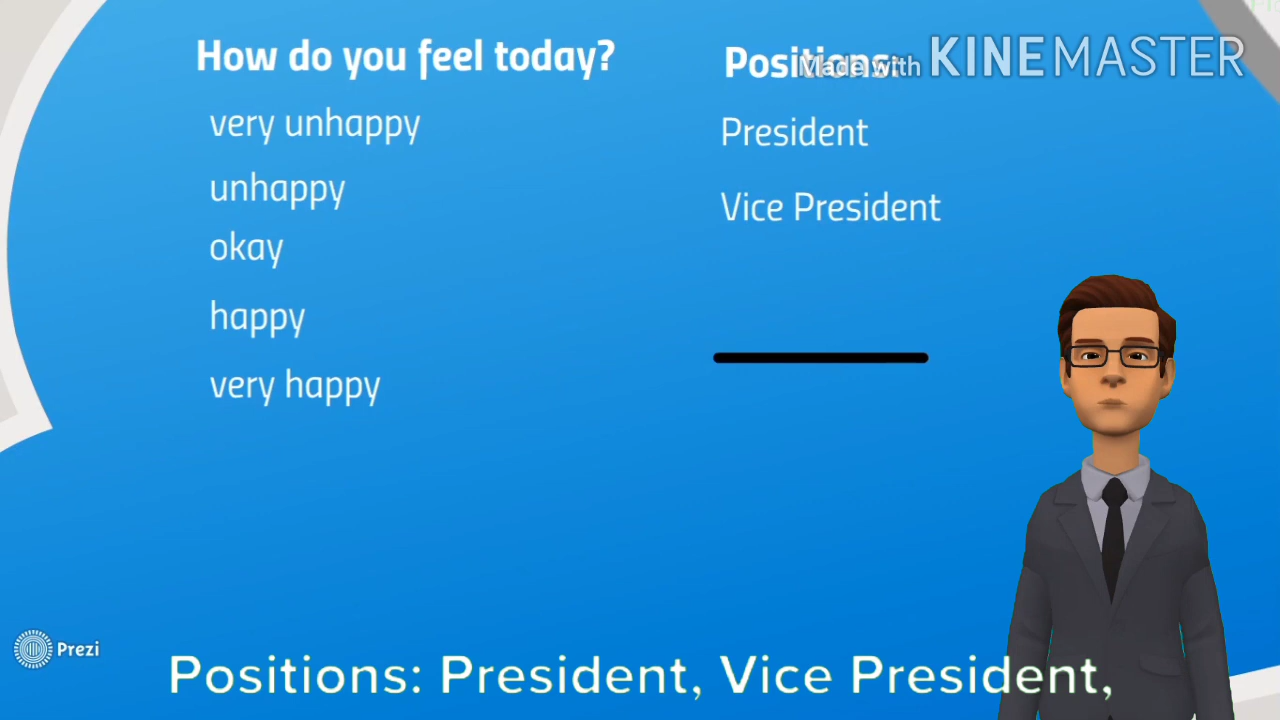 How do you feel today?
very unhappy
unhappy
okay
happy
very happy
Positions:
Made with KINEMASTER
President
Vice President
Prezi
Positions: President, Vice President,